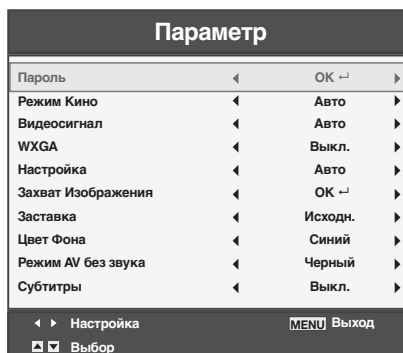 Параметр
Пароль OK
Режим Кино Авто
Видеосигнал Авто
WXGA Выкл.
Настройка Авто
Захват Изображения OK
Заставка Исходн.
Цвет Фона Синий
Режим AV без звука Черный
Субтитры Выкл.
Настройка MENU Выход
Выбор